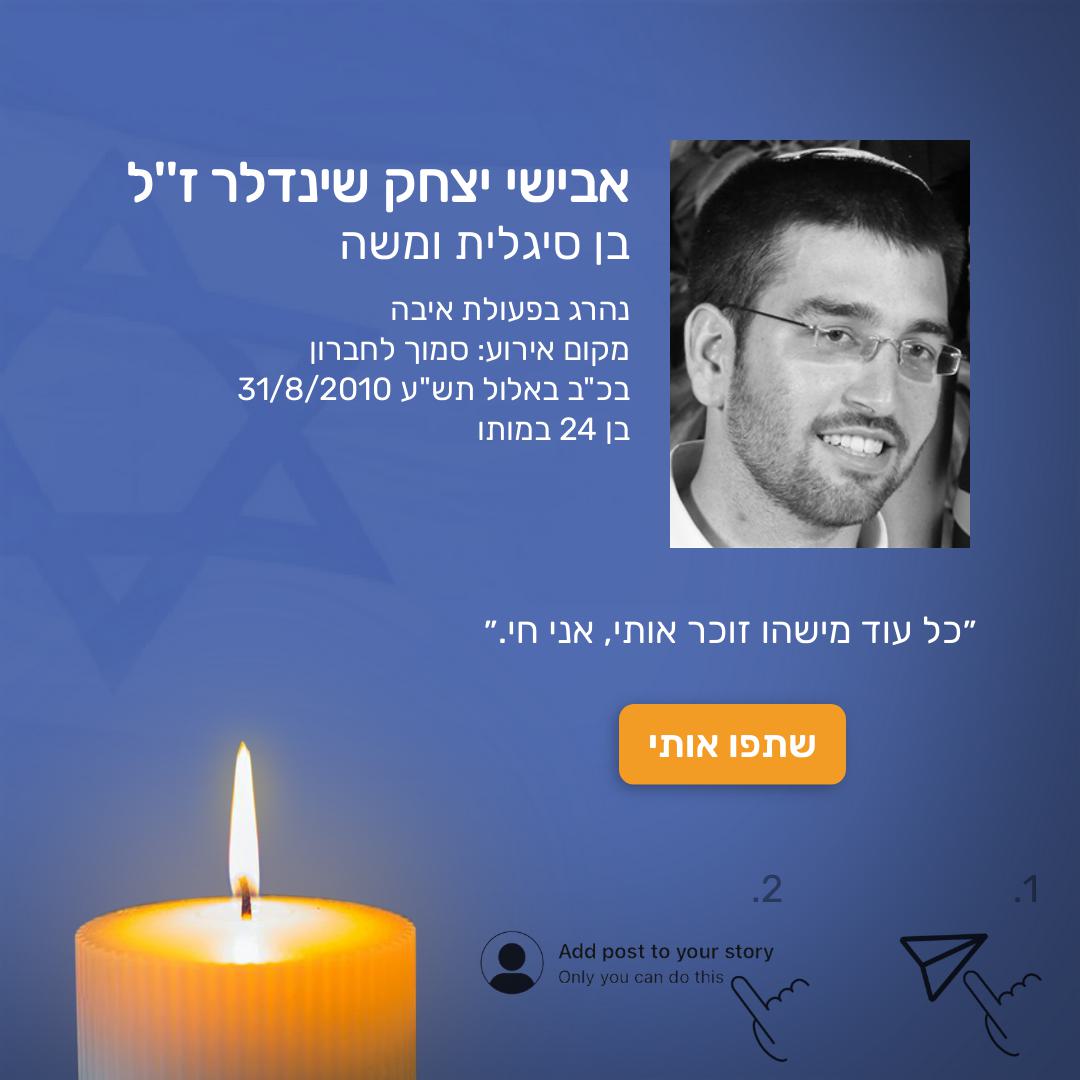 אבישי יצחק שינדלר ז"ל
בן סיגלית ומשה
נהרג בפעולת איבה
מקום אירוע: סמוך לחברון
בכ"ב באלול תש"ע 31/8/2010
בן 24 במותו
״כל עוד מישהו זוכר אותי, אני חי.״
שתפו אותי
1.
2.
Add post to your story
Only you can do this